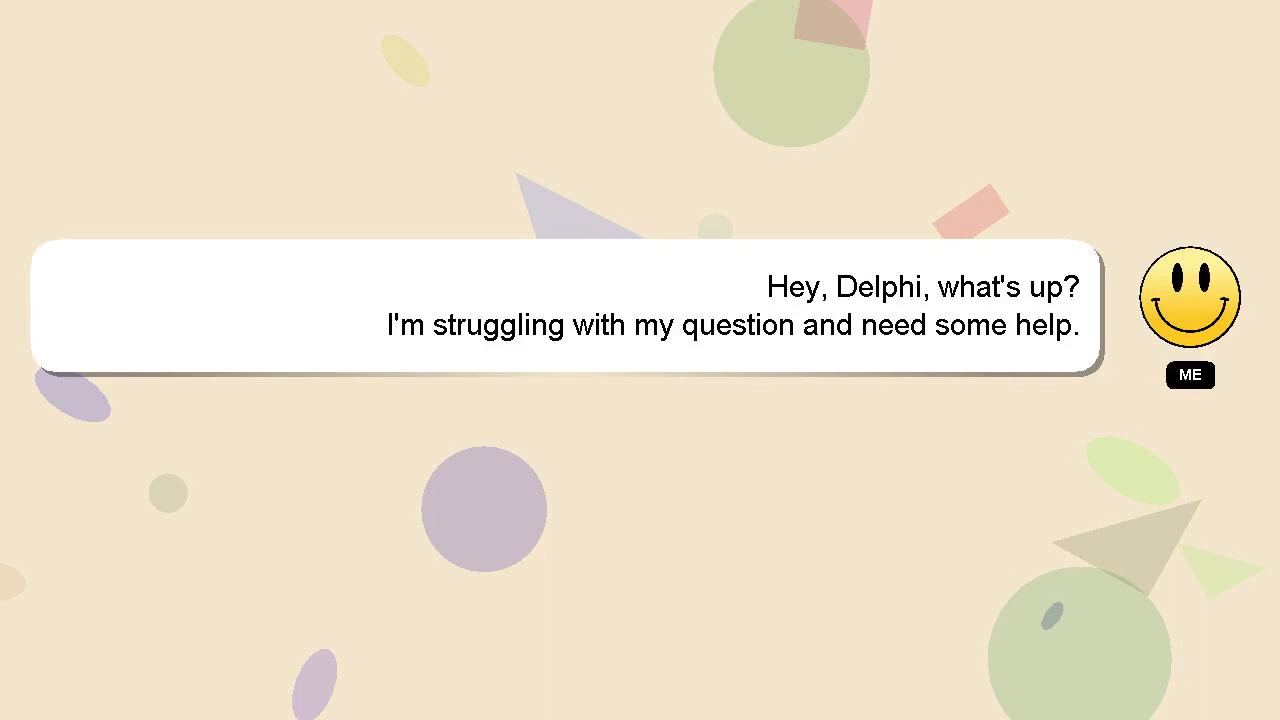 Hey, Delphi, what's up?
I'm struggling with my question and need some help.
ME